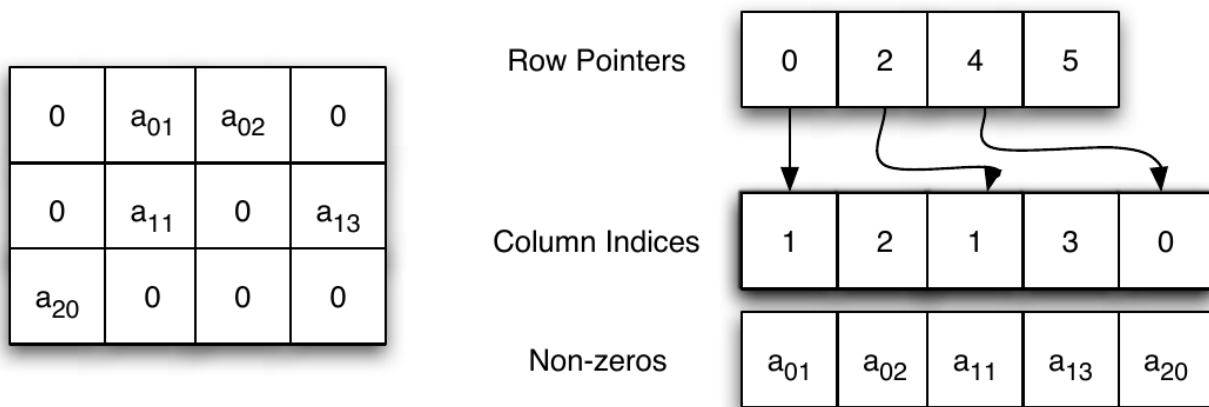 0 a01 a02 0
0 a11 0 a13
a20 0 0 0
Row Pointers 0 2 4 5
Column Indices 1 2 1 3 0
Non-zeros a01 a02 a11 a13 a20